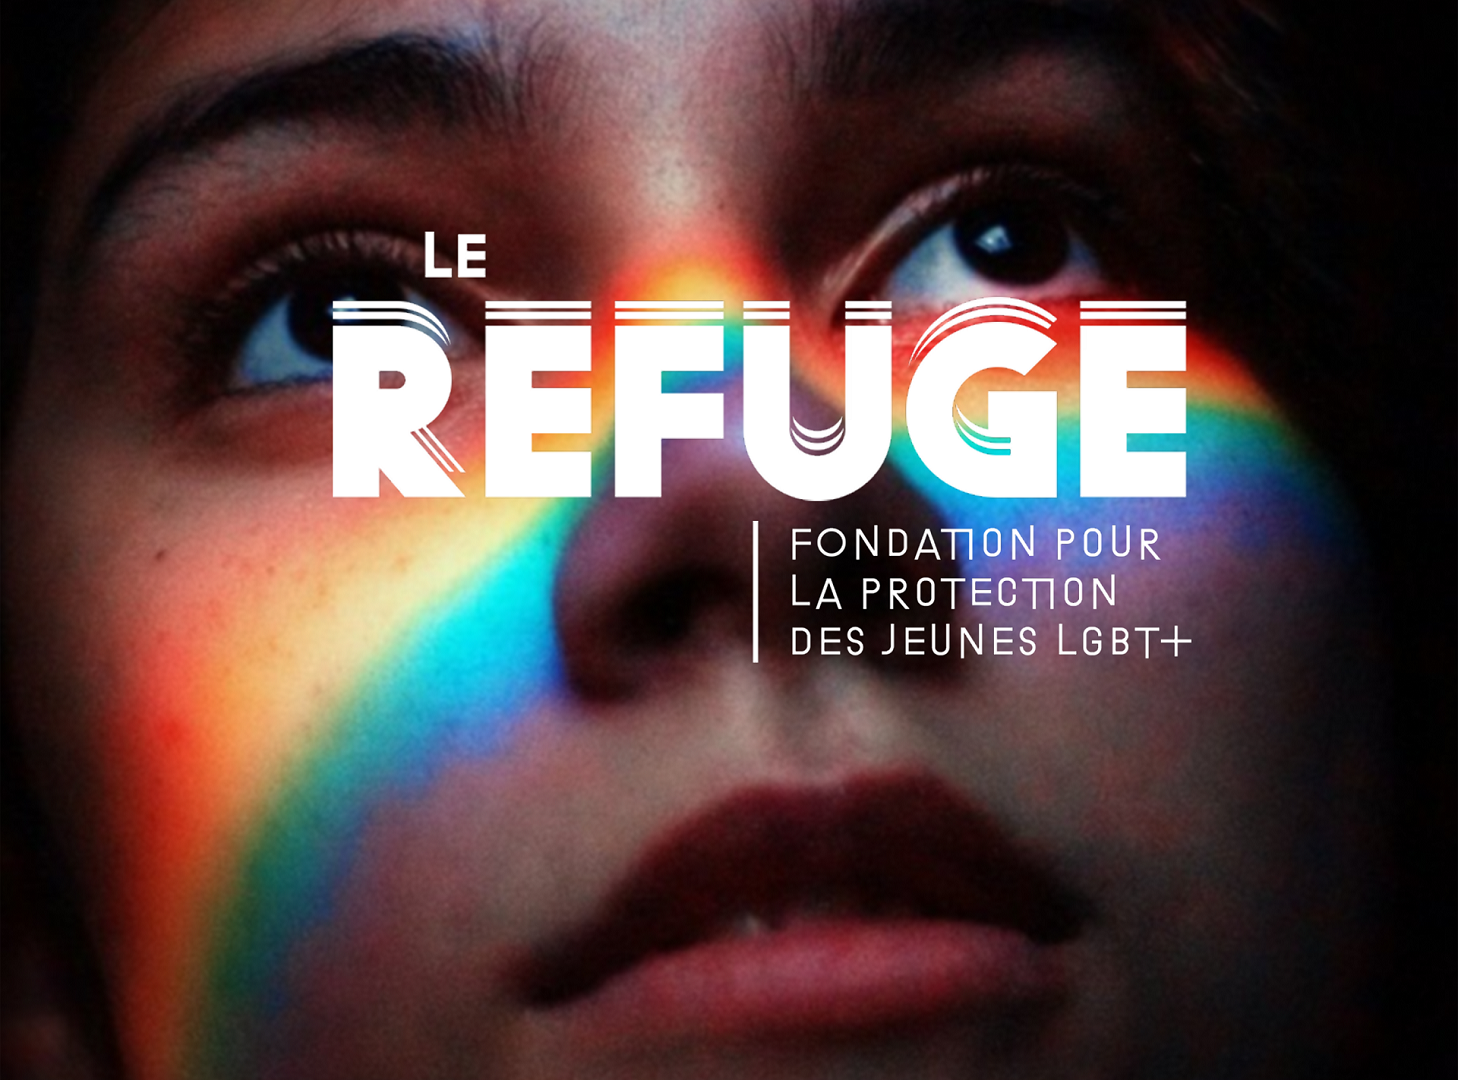 LE
REFUGE
FONDATION POUR
LA PROTECTION
DES JEUNES LGBT+